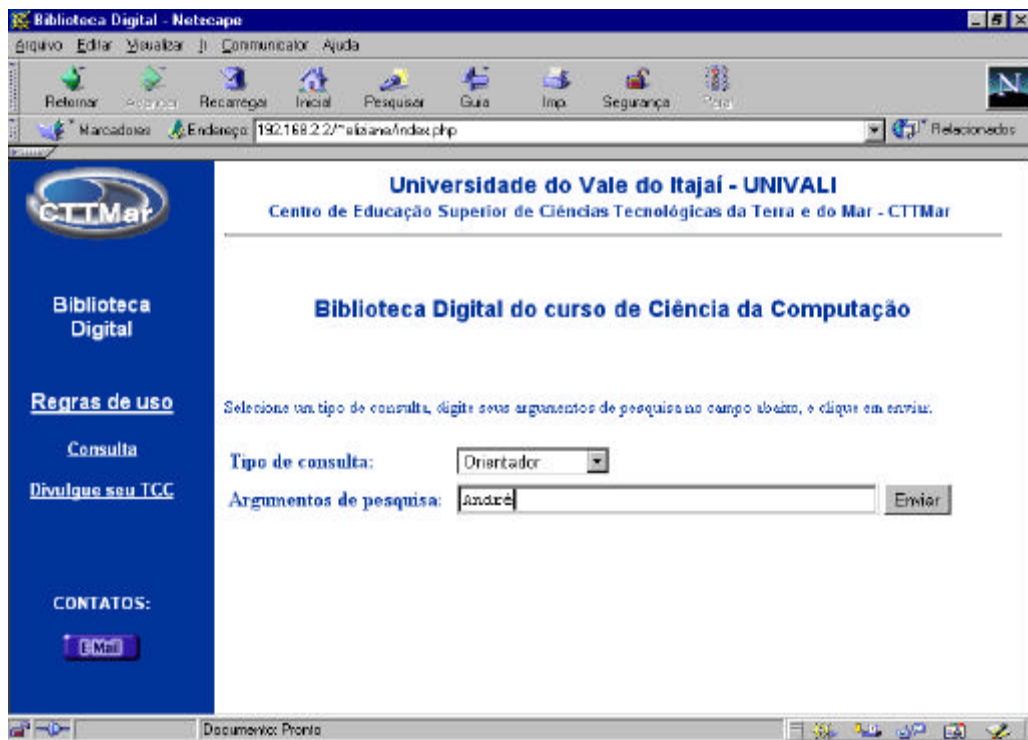 Biblioteca Digital - Netscape
Arquivo Editar Visualizar Ir Communicator Ajuda
Retornar Avançar Recarregar Inicial Pesquisar Guia Imp. Segurança Parar
N
Marcadores Endereço: 192.168.2.2/~eliziane/index.php Relacionados
CTTMar
Universidade do Vale do Itajaí - UNIVALI
Centro de Educação Superior de Ciências Tecnológicas da Terra e do Mar - CTTMar
Biblioteca
Digital
Biblioteca Digital do curso de Ciência da Computação
Regras de uso
Consulta
Divulgue seu TCC
Selecione um tipo de consulta, digite seus argumentos de pesquisa no campo abaixo, e clique em enviar.
Tipo de consulta: Orientador
Argumentos de pesquisa: André Enviar
CONTATOS:
E-Mail
Documento: Pronto